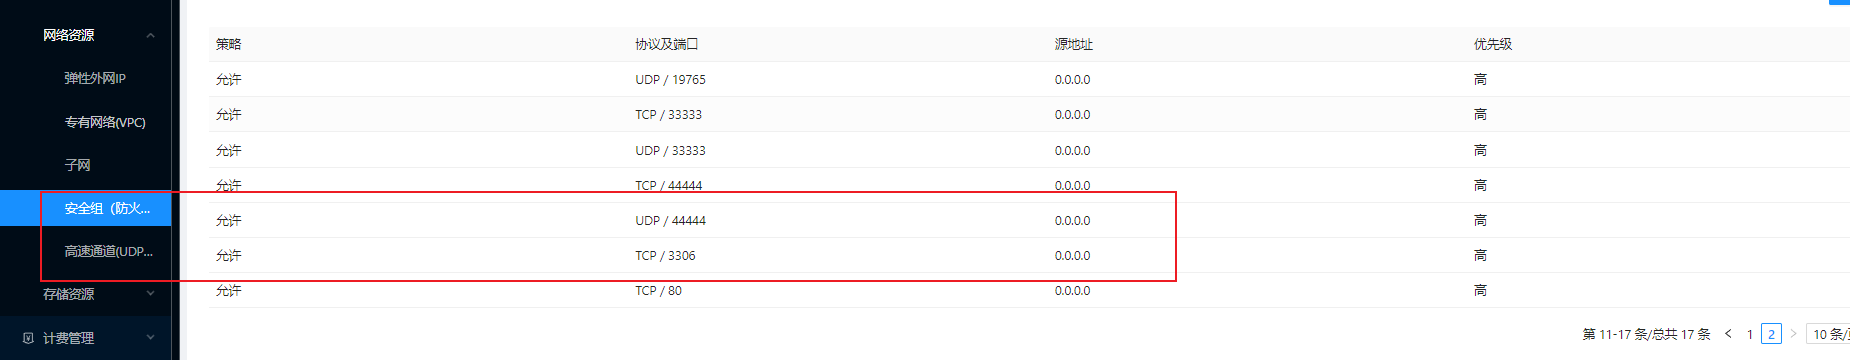 网络资源
弹性外网IP
专有网络(VPC)
子网
安全组（防火...
高速通道(UDP...
存储资源
计费管理
策略 协议及端口 源地址 优先级
允许 UDP / 19765 0.0.0.0 高
允许 TCP / 33333 0.0.0.0 高
允许 UDP / 33333 0.0.0.0 高
允许 TCP / 44444 0.0.0.0 高
允许 UDP / 44444 0.0.0.0 高
允许 TCP / 3306 0.0.0.0 高
允许 TCP / 80 0.0.0.0 高
第 11-17 条/总共 17 条 < 1 2 > 10 条/